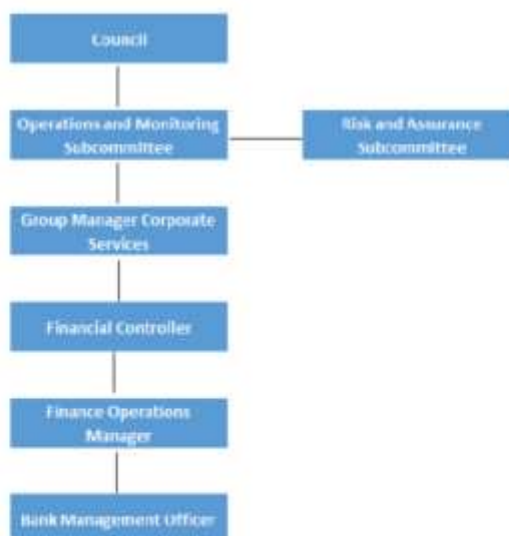 Council
Operations and Monitoring
Subcommittee
Risk and Assurance
Subcommittee
Group Manager Corporate
Services
Financial Controller
Finance Operations
Manager
Bank Management Officer